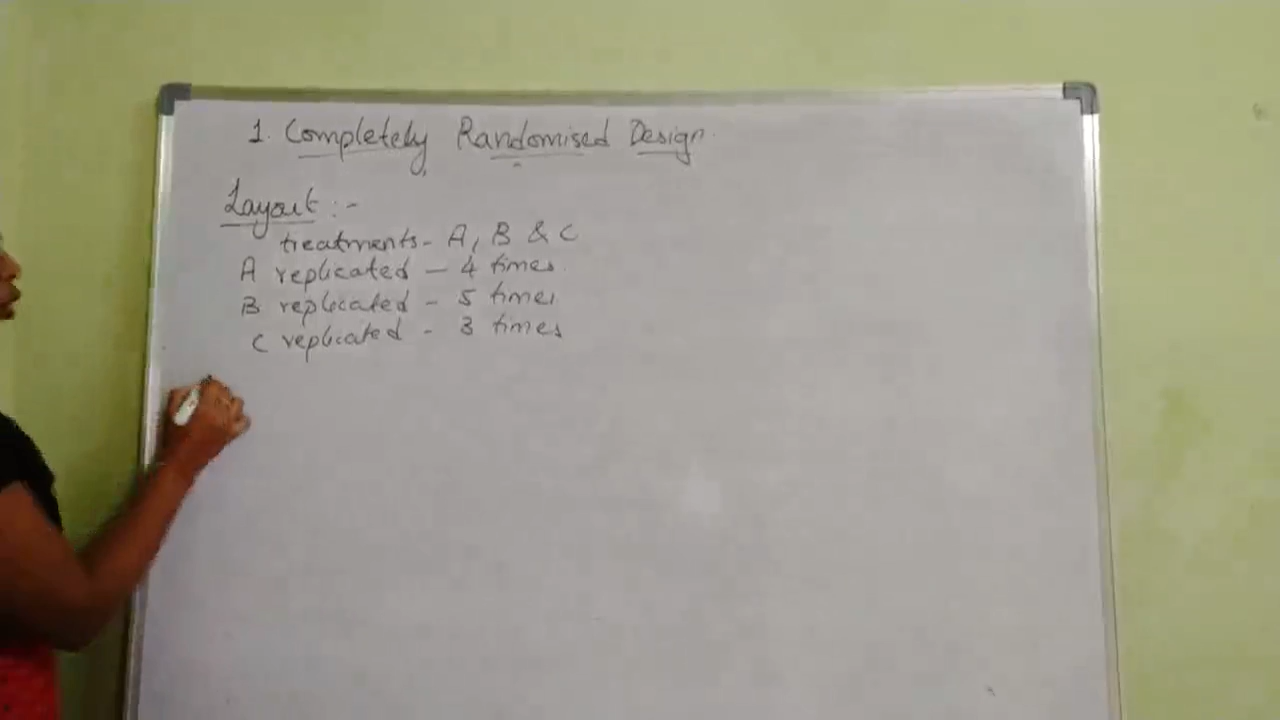 1. Completely Randomised Design.
Layout :-
treatments - A, B & C
A replicated - 4 times.
B replicated - 5 times
C replicated - 3 times